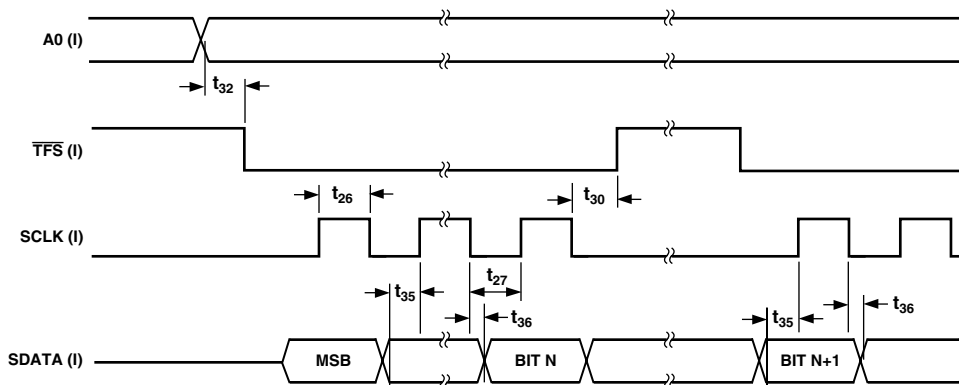 A0 (I)
t32
TFS (I)
t26
t30
SCLK (I)
t27
t35
t36
t35
t36
SDATA (I)
MSB
BIT N
BIT N+1